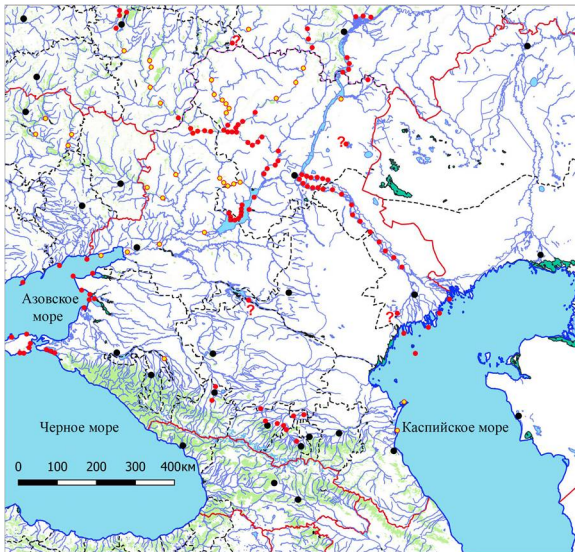 ?
?
Азовское
море
?
?
Черное море
Каспийское море
0 100 200 300 400км